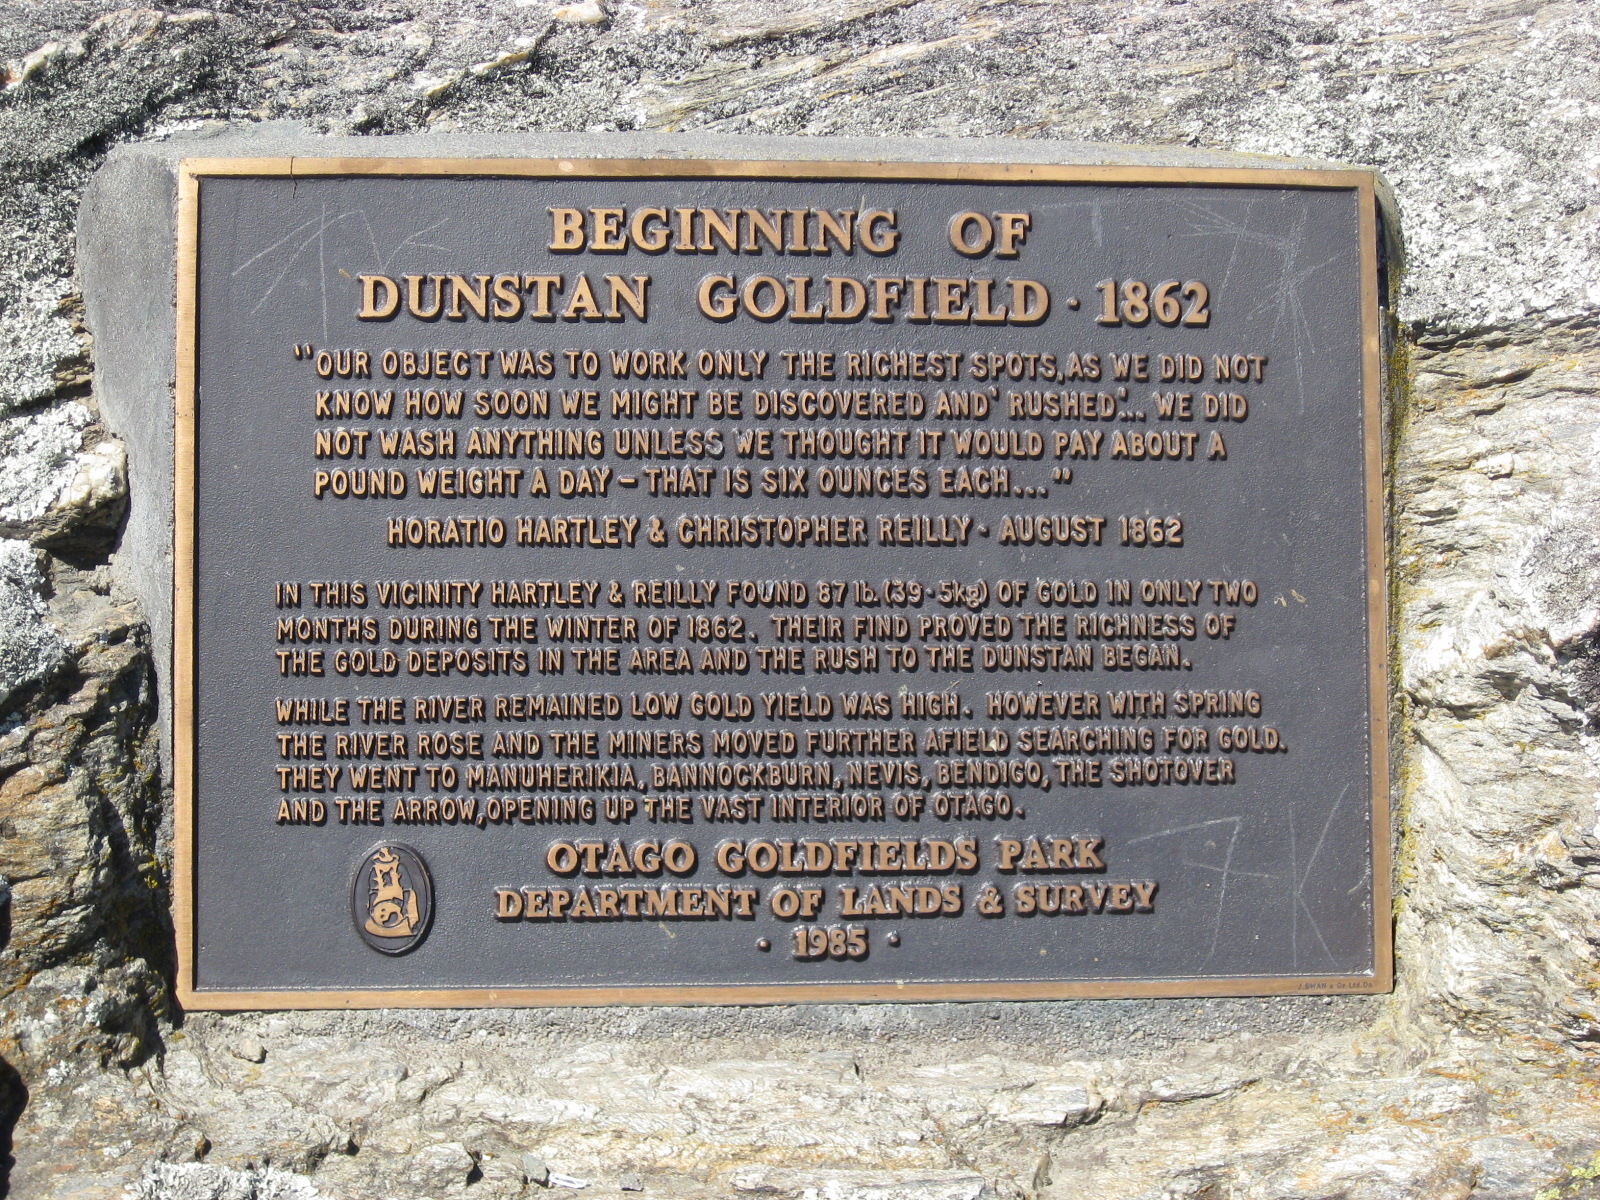 BEGINNING OF
DUNSTAN GOLDFIELD · 1862
"OUR OBJECT WAS TO WORK ONLY THE RICHEST SPOTS, AS WE DID NOT
KNOW HOW SOON WE MIGHT BE DISCOVERED AND 'RUSHED'... WE DID
NOT WASH ANYTHING UNLESS WE THOUGHT IT WOULD PAY ABOUT A
POUND WEIGHT A DAY – THAT IS SIX OUNCES EACH..."
HORATIO HARTLEY & CHRISTOPHER REILLY · AUGUST 1862
IN THIS VICINITY HARTLEY & REILLY FOUND 87 lb. (39·5kg) OF GOLD IN ONLY TWO
MONTHS DURING THE WINTER OF 1862. THEIR FIND PROVED THE RICHNESS OF
THE GOLD DEPOSITS IN THE AREA AND THE RUSH TO THE DUNSTAN BEGAN.
WHILE THE RIVER REMAINED LOW GOLD YIELD WAS HIGH. HOWEVER WITH SPRING
THE RIVER ROSE AND THE MINERS MOVED FURTHER AFIELD SEARCHING FOR GOLD.
THEY WENT TO MANUHERIKIA, BANNOCKBURN, NEVIS, BENDIGO, THE SHOTOVER
AND THE ARROW, OPENING UP THE VAST INTERIOR OF OTAGO.
OTAGO GOLDFIELDS PARK
DEPARTMENT OF LANDS & SURVEY
· 1985 ·
J. SWAN & Co. Ltd. Dn.